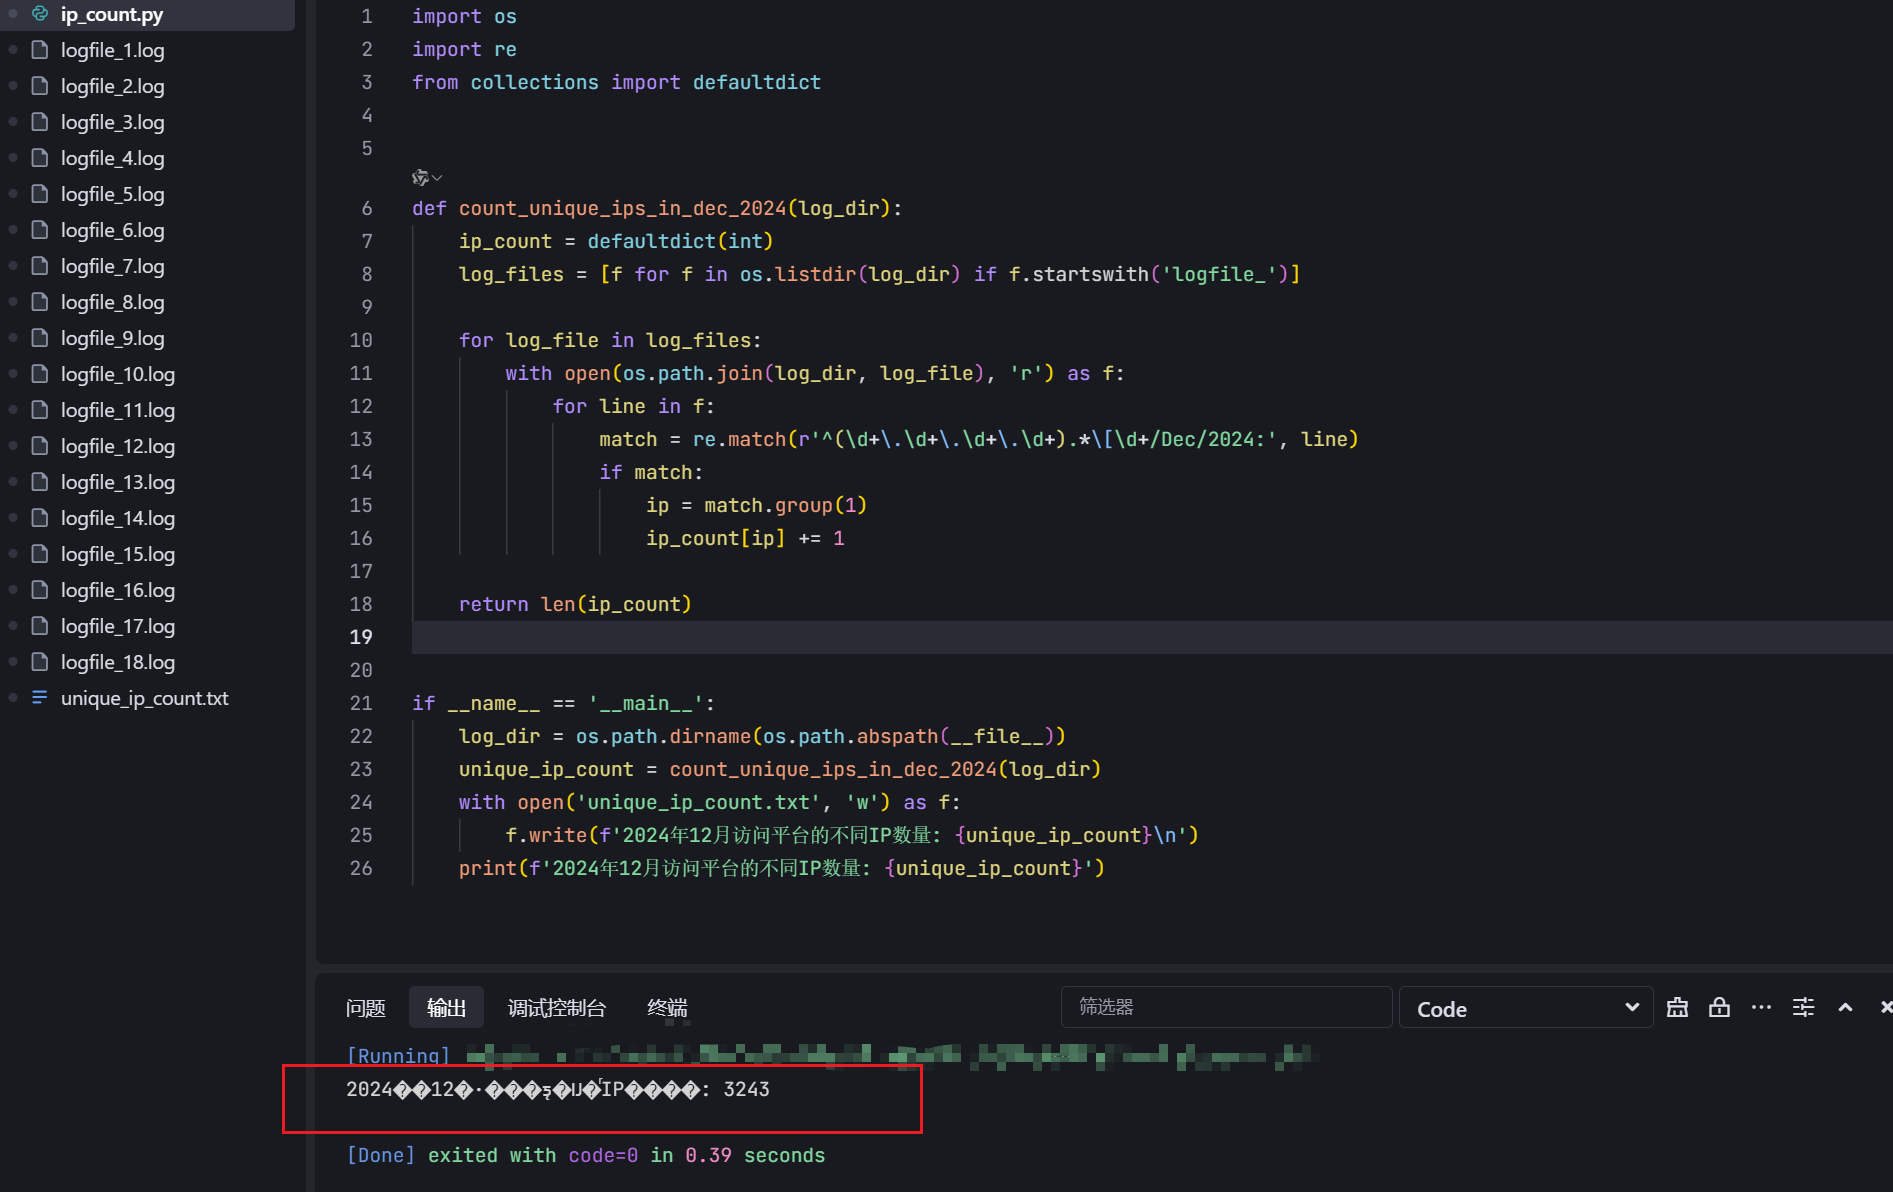 ip_count.py
logfile_1.log
logfile_2.log
logfile_3.log
logfile_4.log
logfile_5.log
logfile_6.log
logfile_7.log
logfile_8.log
logfile_9.log
logfile_10.log
logfile_11.log
logfile_12.log
logfile_13.log
logfile_14.log
logfile_15.log
logfile_16.log
logfile_17.log
logfile_18.log
unique_ip_count.txt
1 import os
2 import re
3 from collections import defaultdict
4
5
6 def count_unique_ips_in_dec_2024(log_dir):
7     ip_count = defaultdict(int)
8     log_files = [f for f in os.listdir(log_dir) if f.startswith('logfile_')]
9
10     for log_file in log_files:
11         with open(os.path.join(log_dir, log_file), 'r') as f:
12             for line in f:
13                 match = re.match(r'^(\d+\.\d+\.\d+\.\d+).*\[\d+/Dec/2024:', line)
14                 if match:
15                     ip = match.group(1)
16                     ip_count[ip] += 1
17
18     return len(ip_count)
19
20
21 if __name__ == '__main__':
22     log_dir = os.path.dirname(os.path.abspath(__file__))
23     unique_ip_count = count_unique_ips_in_dec_2024(log_dir)
24     with open('unique_ip_count.txt', 'w') as f:
25         f.write(f'2024年12月访问平台的不同IP数量: {unique_ip_count}\n')
26     print(f'2024年12月访问平台的不同IP数量: {unique_ip_count}')
问题 输出 调试控制台 终端 筛选器 Code
[Running]
2024��12�·���ƽ̨�Ĳ�ͬIP����: 3243
[Done] exited with code=0 in 0.39 seconds